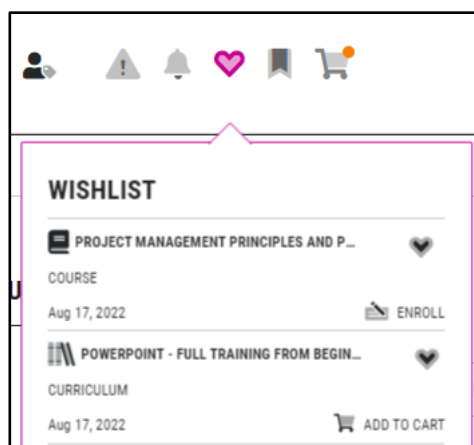 WISHLIST
PROJECT MANAGEMENT PRINCIPLES AND P...
COURSE
Aug 17, 2022 ENROLL
POWERPOINT - FULL TRAINING FROM BEGIN...
CURRICULUM
Aug 17, 2022 ADD TO CART